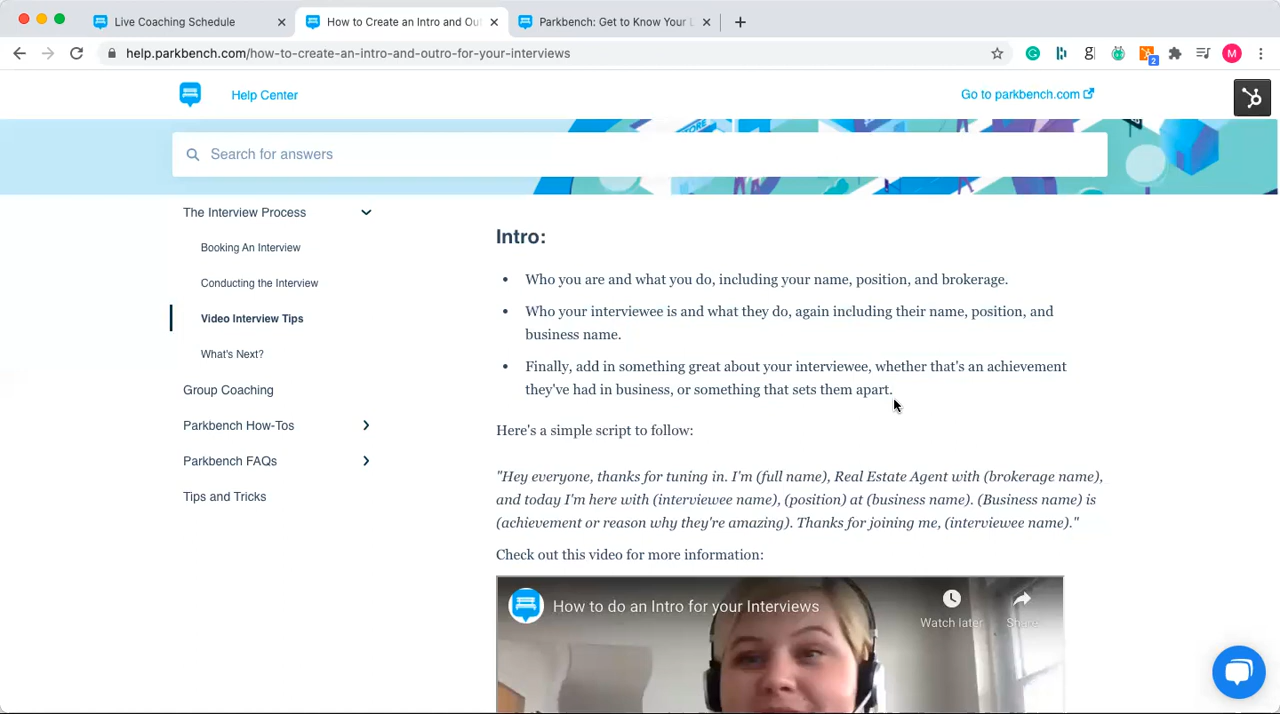 Live Coaching Schedule
How to Create an Intro and Out
Parkbench: Get to Know Your L
help.parkbench.com/how-to-create-an-intro-and-outro-for-your-interviews
2
M
Help Center
Go to parkbench.com
Search for answers
The Interview Process
Booking An Interview
Conducting the Interview
Video Interview Tips
What's Next?
Group Coaching
Parkbench How-Tos
Parkbench FAQs
Tips and Tricks
Intro:
• Who you are and what you do, including your name, position, and brokerage.
• Who your interviewee is and what they do, again including their name, position, and
business name.
• Finally, add in something great about your interviewee, whether that's an achievement
they've had in business, or something that sets them apart.
Here's a simple script to follow:
"Hey everyone, thanks for tuning in. I'm (full name), Real Estate Agent with (brokerage name),
and today I'm here with (interviewee name), (position) at (business name). (Business name) is
(achievement or reason why they're amazing). Thanks for joining me, (interviewee name)."
Check out this video for more information:
How to do an Intro for your Interviews
Watch later
Share